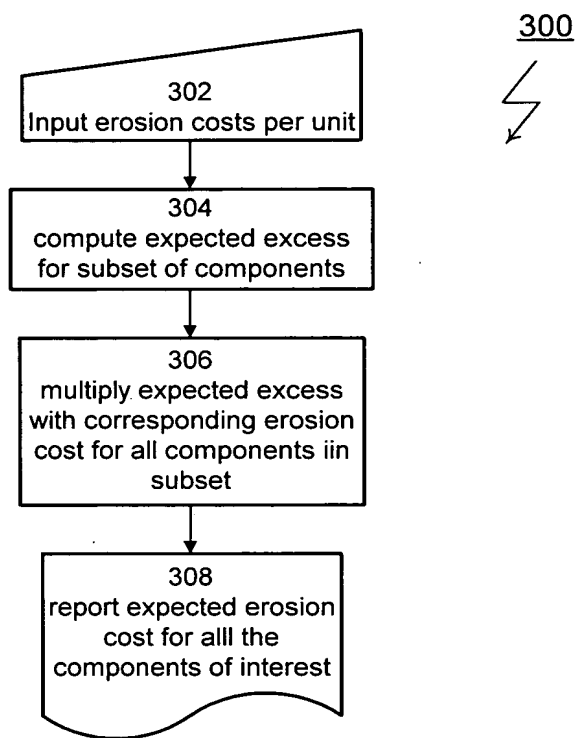 300
302
Input erosion costs per unit
304
compute expected excess
for subset of components
306
multiply expected excess
with corresponding erosion
cost for all components iin
subset
308
report expected erosion
cost for alll the
components of interest